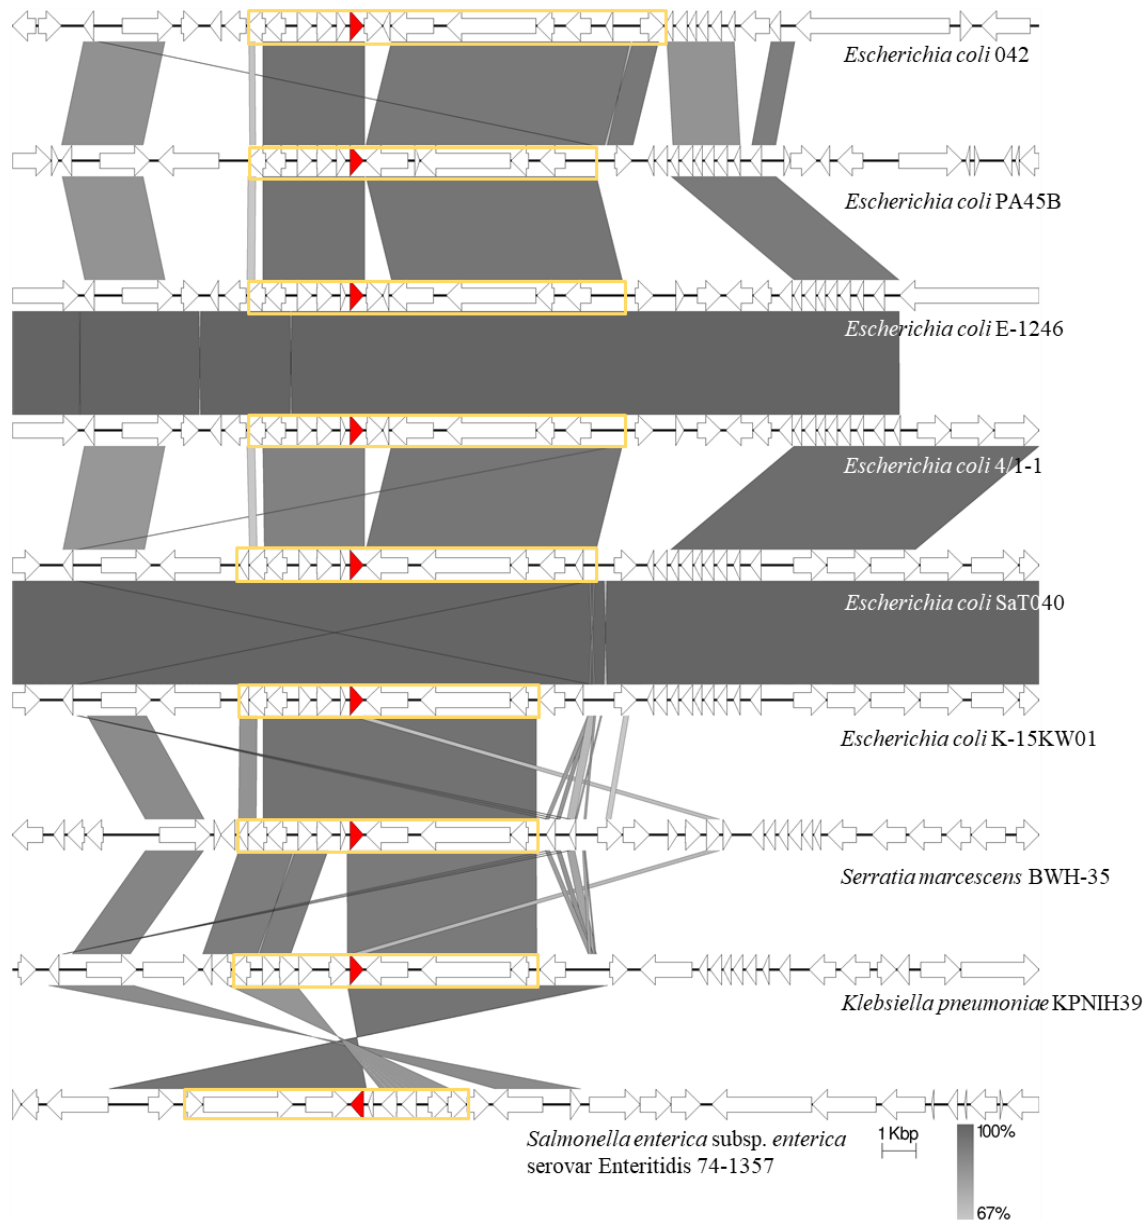 Escherichia coli 042
Escherichia coli PA45B
Escherichia coli E-1246
Escherichia coli 4/1-1
Escherichia coli SaT040
Escherichia coli K-15KW01
Serratia marcescens BWH-35
Klebsiella pneumoniae KPNIH39
Salmonella enterica subsp. enterica
serovar Enteritidis 74-1357
1 Kbp
100%
67%